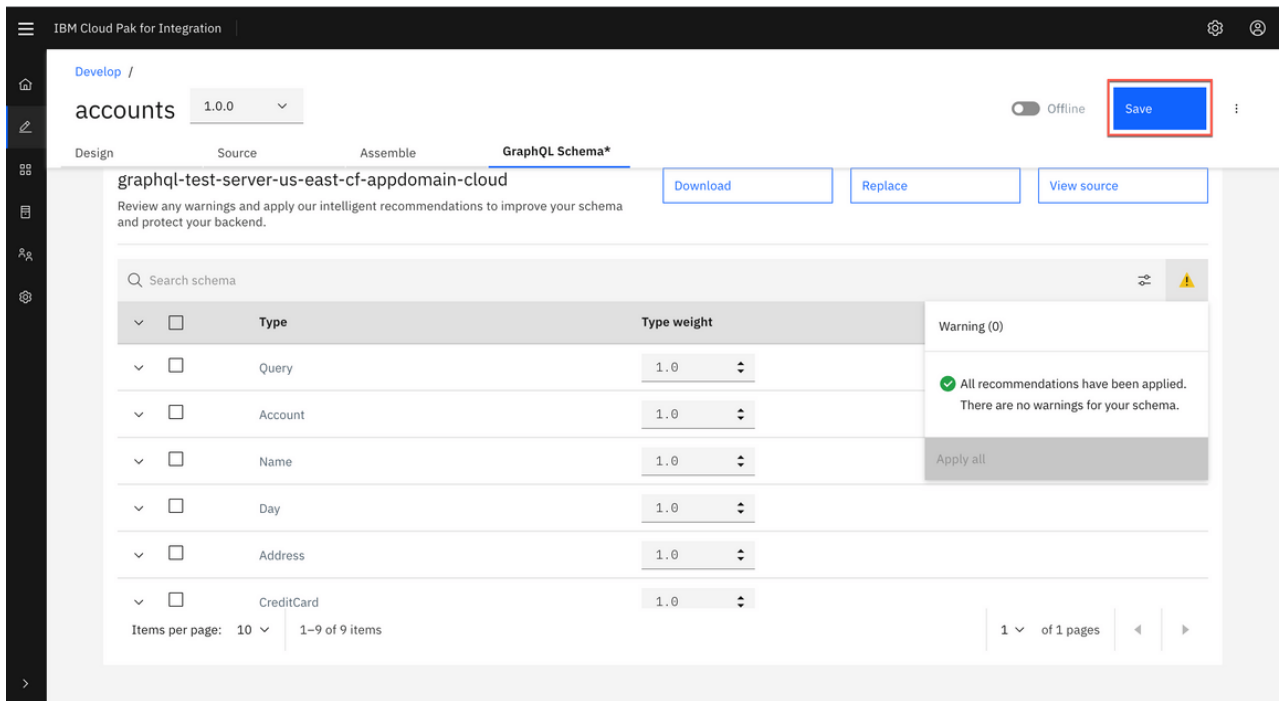 IBM Cloud Pak for Integration
Develop /
accounts 1.0.0
Offline Save
Design Source Assemble GraphQL Schema*
graphql-test-server-us-east-cf-appdomain-cloud
Download Replace View source
Review any warnings and apply our intelligent recommendations to improve your schema
and protect your backend.
Search schema
Type Type weight
Warning (0)
Query 1.0
All recommendations have been applied.
There are no warnings for your schema.
Account 1.0
Name 1.0
Apply all
Day 1.0
Address 1.0
CreditCard 1.0
Items per page: 10 1–9 of 9 items 1 of 1 pages